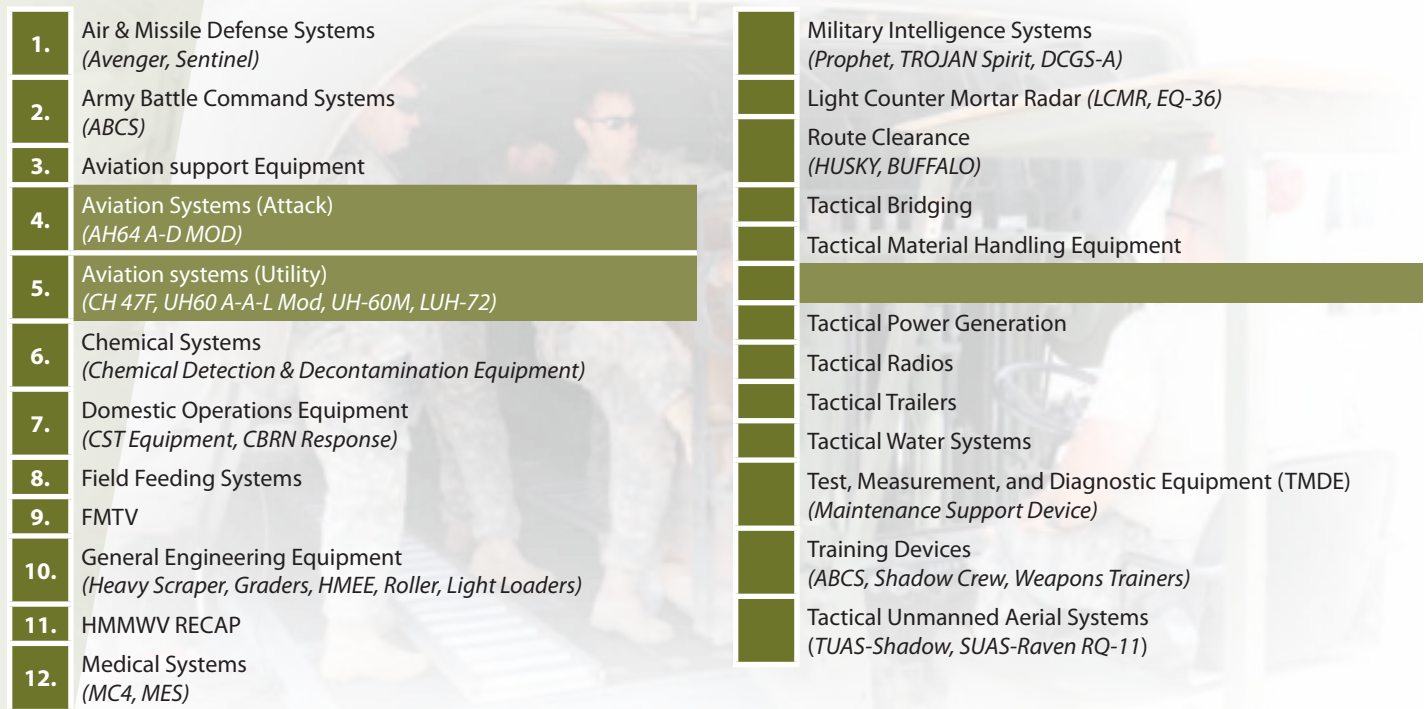 1. Air & Missile Defense Systems
(Avenger, Sentinel)
2. Army Battle Command Systems
(ABCS)
3. Aviation support Equipment
4. Aviation Systems (Attack)
(AH64 A-D MOD)
5. Aviation systems (Utility)
(CH 47F, UH60 A-A-L Mod, UH-60M, LUH-72)
6. Chemical Systems
(Chemical Detection & Decontamination Equipment)
7. Domestic Operations Equipment
(CST Equipment, CBRN Response)
8. Field Feeding Systems
9. FMTV
10. General Engineering Equipment
(Heavy Scraper, Graders, HMEE, Roller, Light Loaders)
11. HMMWV RECAP
12. Medical Systems
(MC4, MES)
Military Intelligence Systems
(Prophet, TROJAN Spirit, DCGS-A)
Light Counter Mortar Radar (LCMR, EQ-36)
Route Clearance
(HUSKY, BUFFALO)
Tactical Bridging
Tactical Material Handling Equipment
Tactical Power Generation
Tactical Radios
Tactical Trailers
Tactical Water Systems
Test, Measurement, and Diagnostic Equipment (TMDE)
(Maintenance Support Device)
Training Devices
(ABCS, Shadow Crew, Weapons Trainers)
Tactical Unmanned Aerial Systems
(TUAS-Shadow, SUAS-Raven RQ-11)